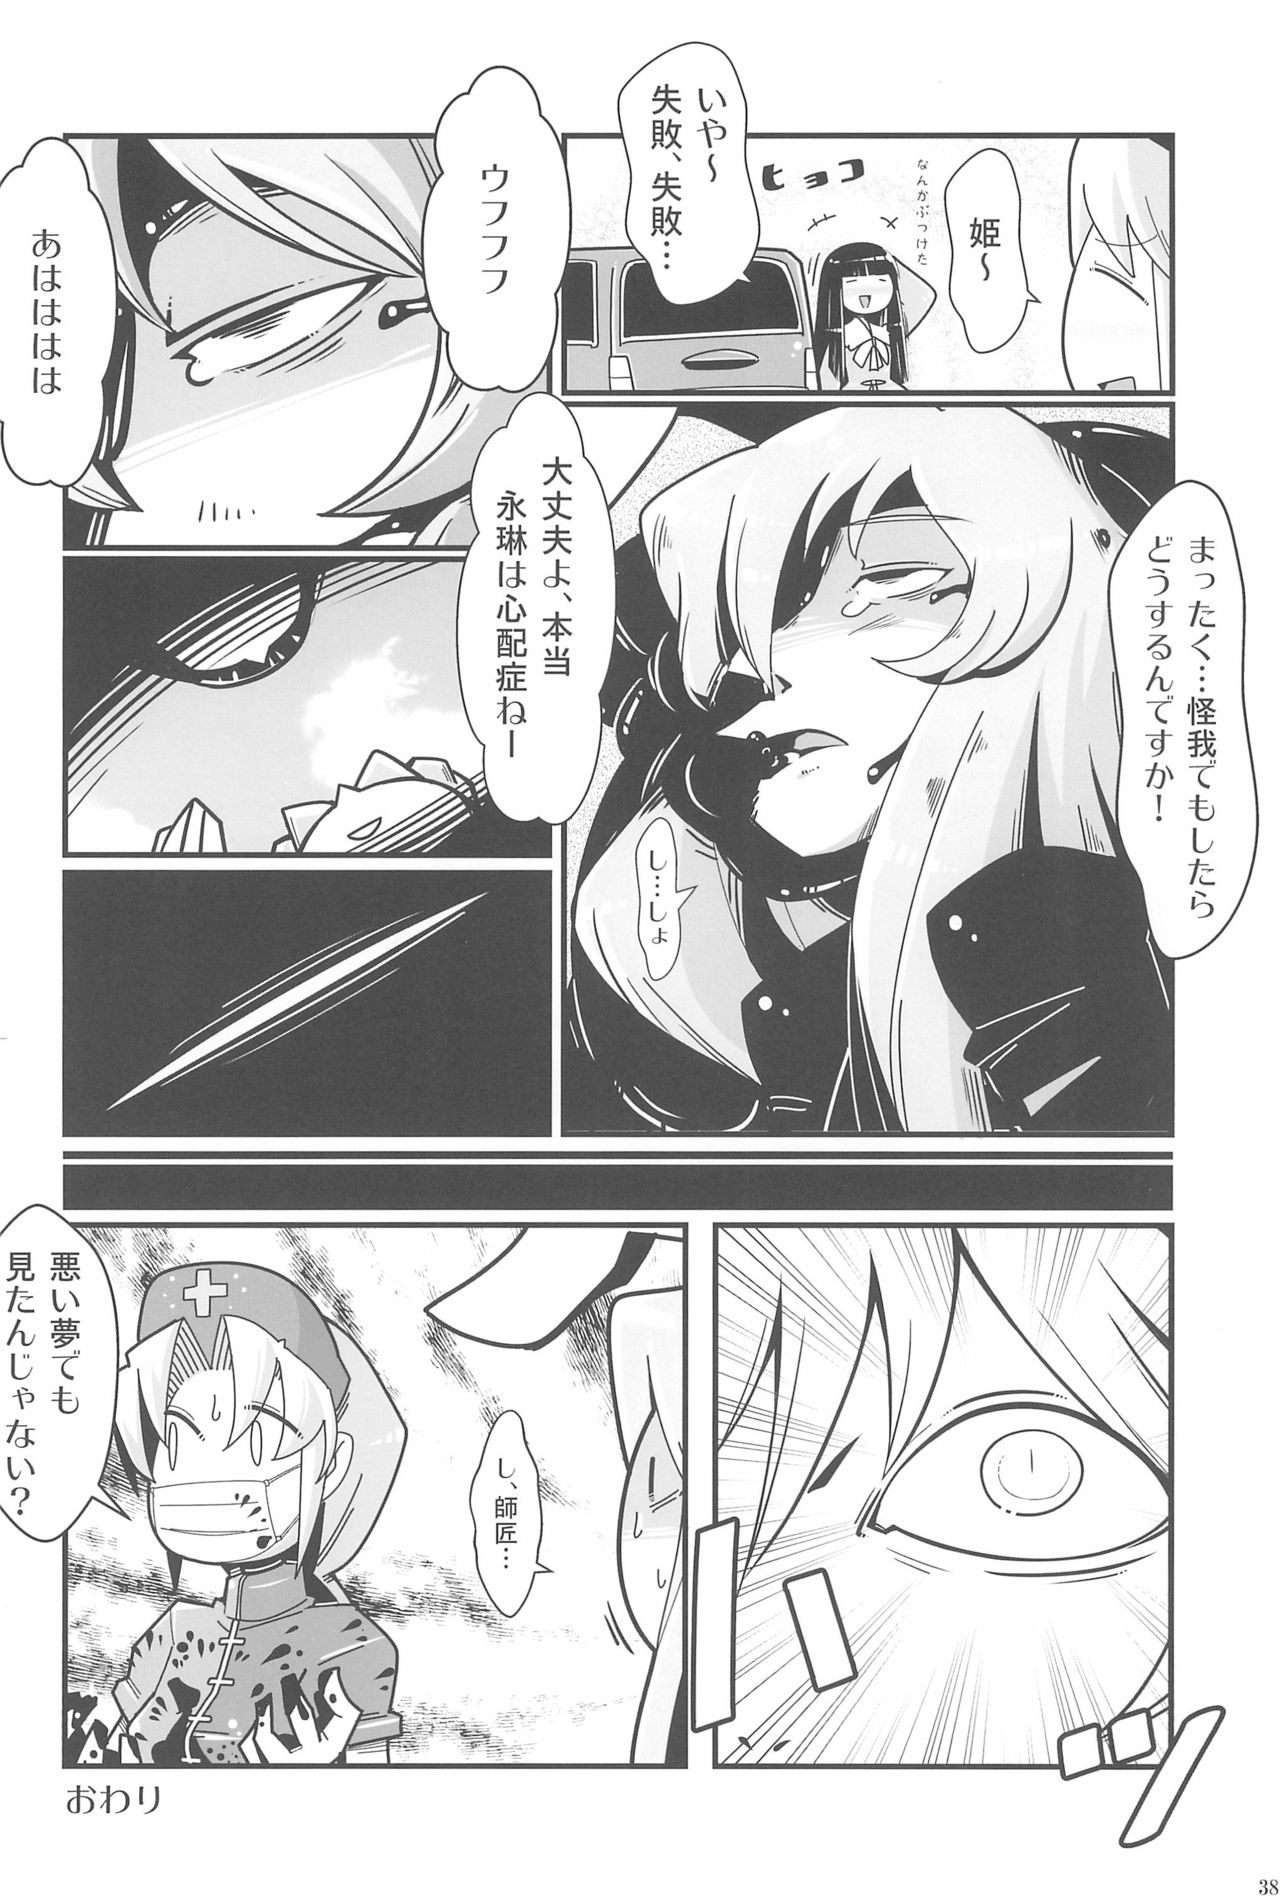 姫～
なんかぶつけた
ヒョコ
いや～
失敗、失敗…
まったく…怪我でもしたら
どうするんですか！
し…しょ
ウフフフ
あはははは
大丈夫よ、本当
永琳は心配症ねー
ハッ
し、師匠…
悪い夢でも
見たんじゃない？
おわり
38